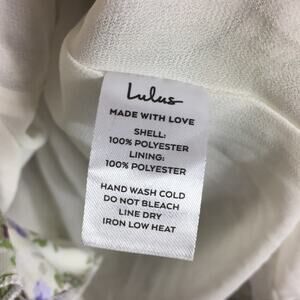 Lulus
MADE WITH LOVE
SHELL:
100% POLYESTER
LINING:
100% POLYESTER
HAND WASH COLD
DO NOT BLEACH
LINE DRY
IRON LOW HEAT